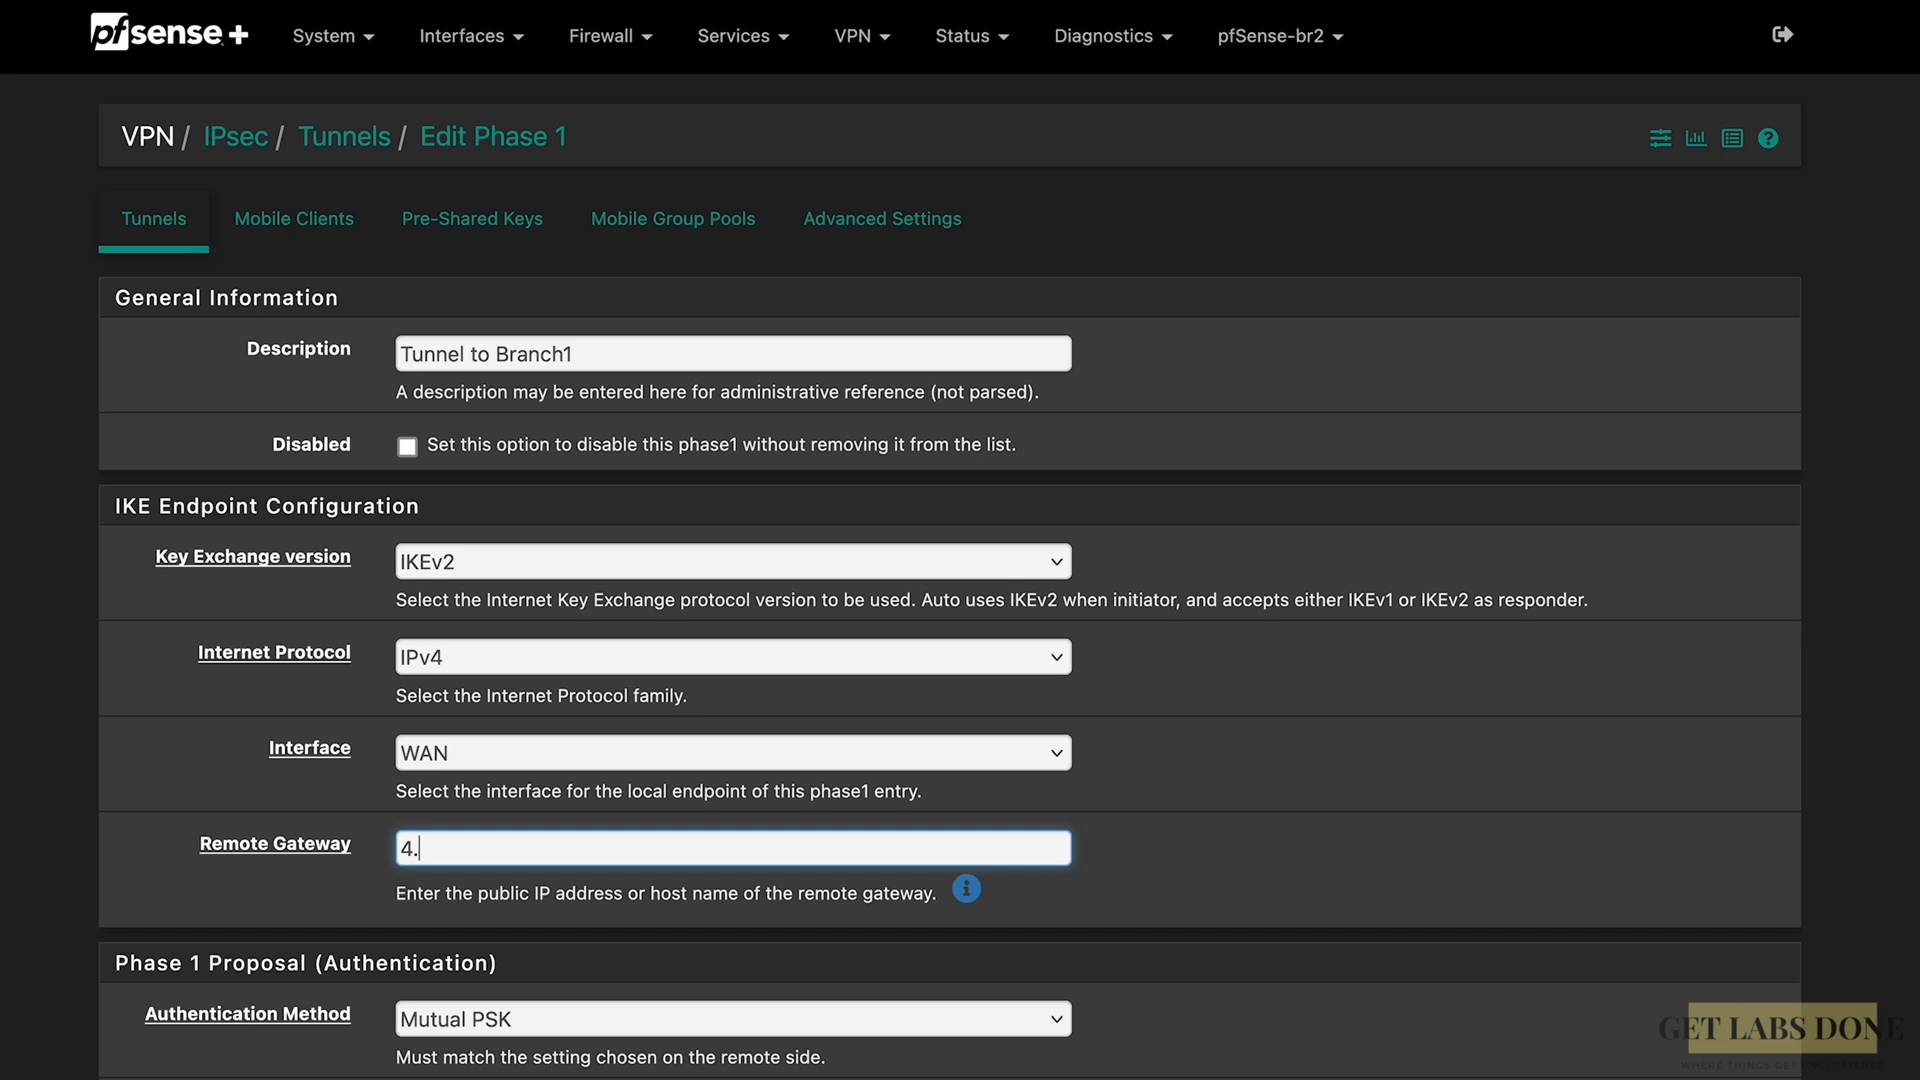 pfsense+ System Interfaces Firewall Services VPN Status Diagnostics pfSense-br2
VPN / IPsec / Tunnels / Edit Phase 1
Tunnels Mobile Clients Pre-Shared Keys Mobile Group Pools Advanced Settings
General Information
Description Tunnel to Branch1
A description may be entered here for administrative reference (not parsed).
Disabled Set this option to disable this phase1 without removing it from the list.
IKE Endpoint Configuration
Key Exchange version IKEv2
Select the Internet Key Exchange protocol version to be used. Auto uses IKEv2 when initiator, and accepts either IKEv1 or IKEv2 as responder.
Internet Protocol IPv4
Select the Internet Protocol family.
Interface WAN
Select the interface for the local endpoint of this phase1 entry.
Remote Gateway 4.
Enter the public IP address or host name of the remote gateway.
Phase 1 Proposal (Authentication)
Authentication Method Mutual PSK
Must match the setting chosen on the remote side.
GET LABS DONE
WHERE THINGS GET